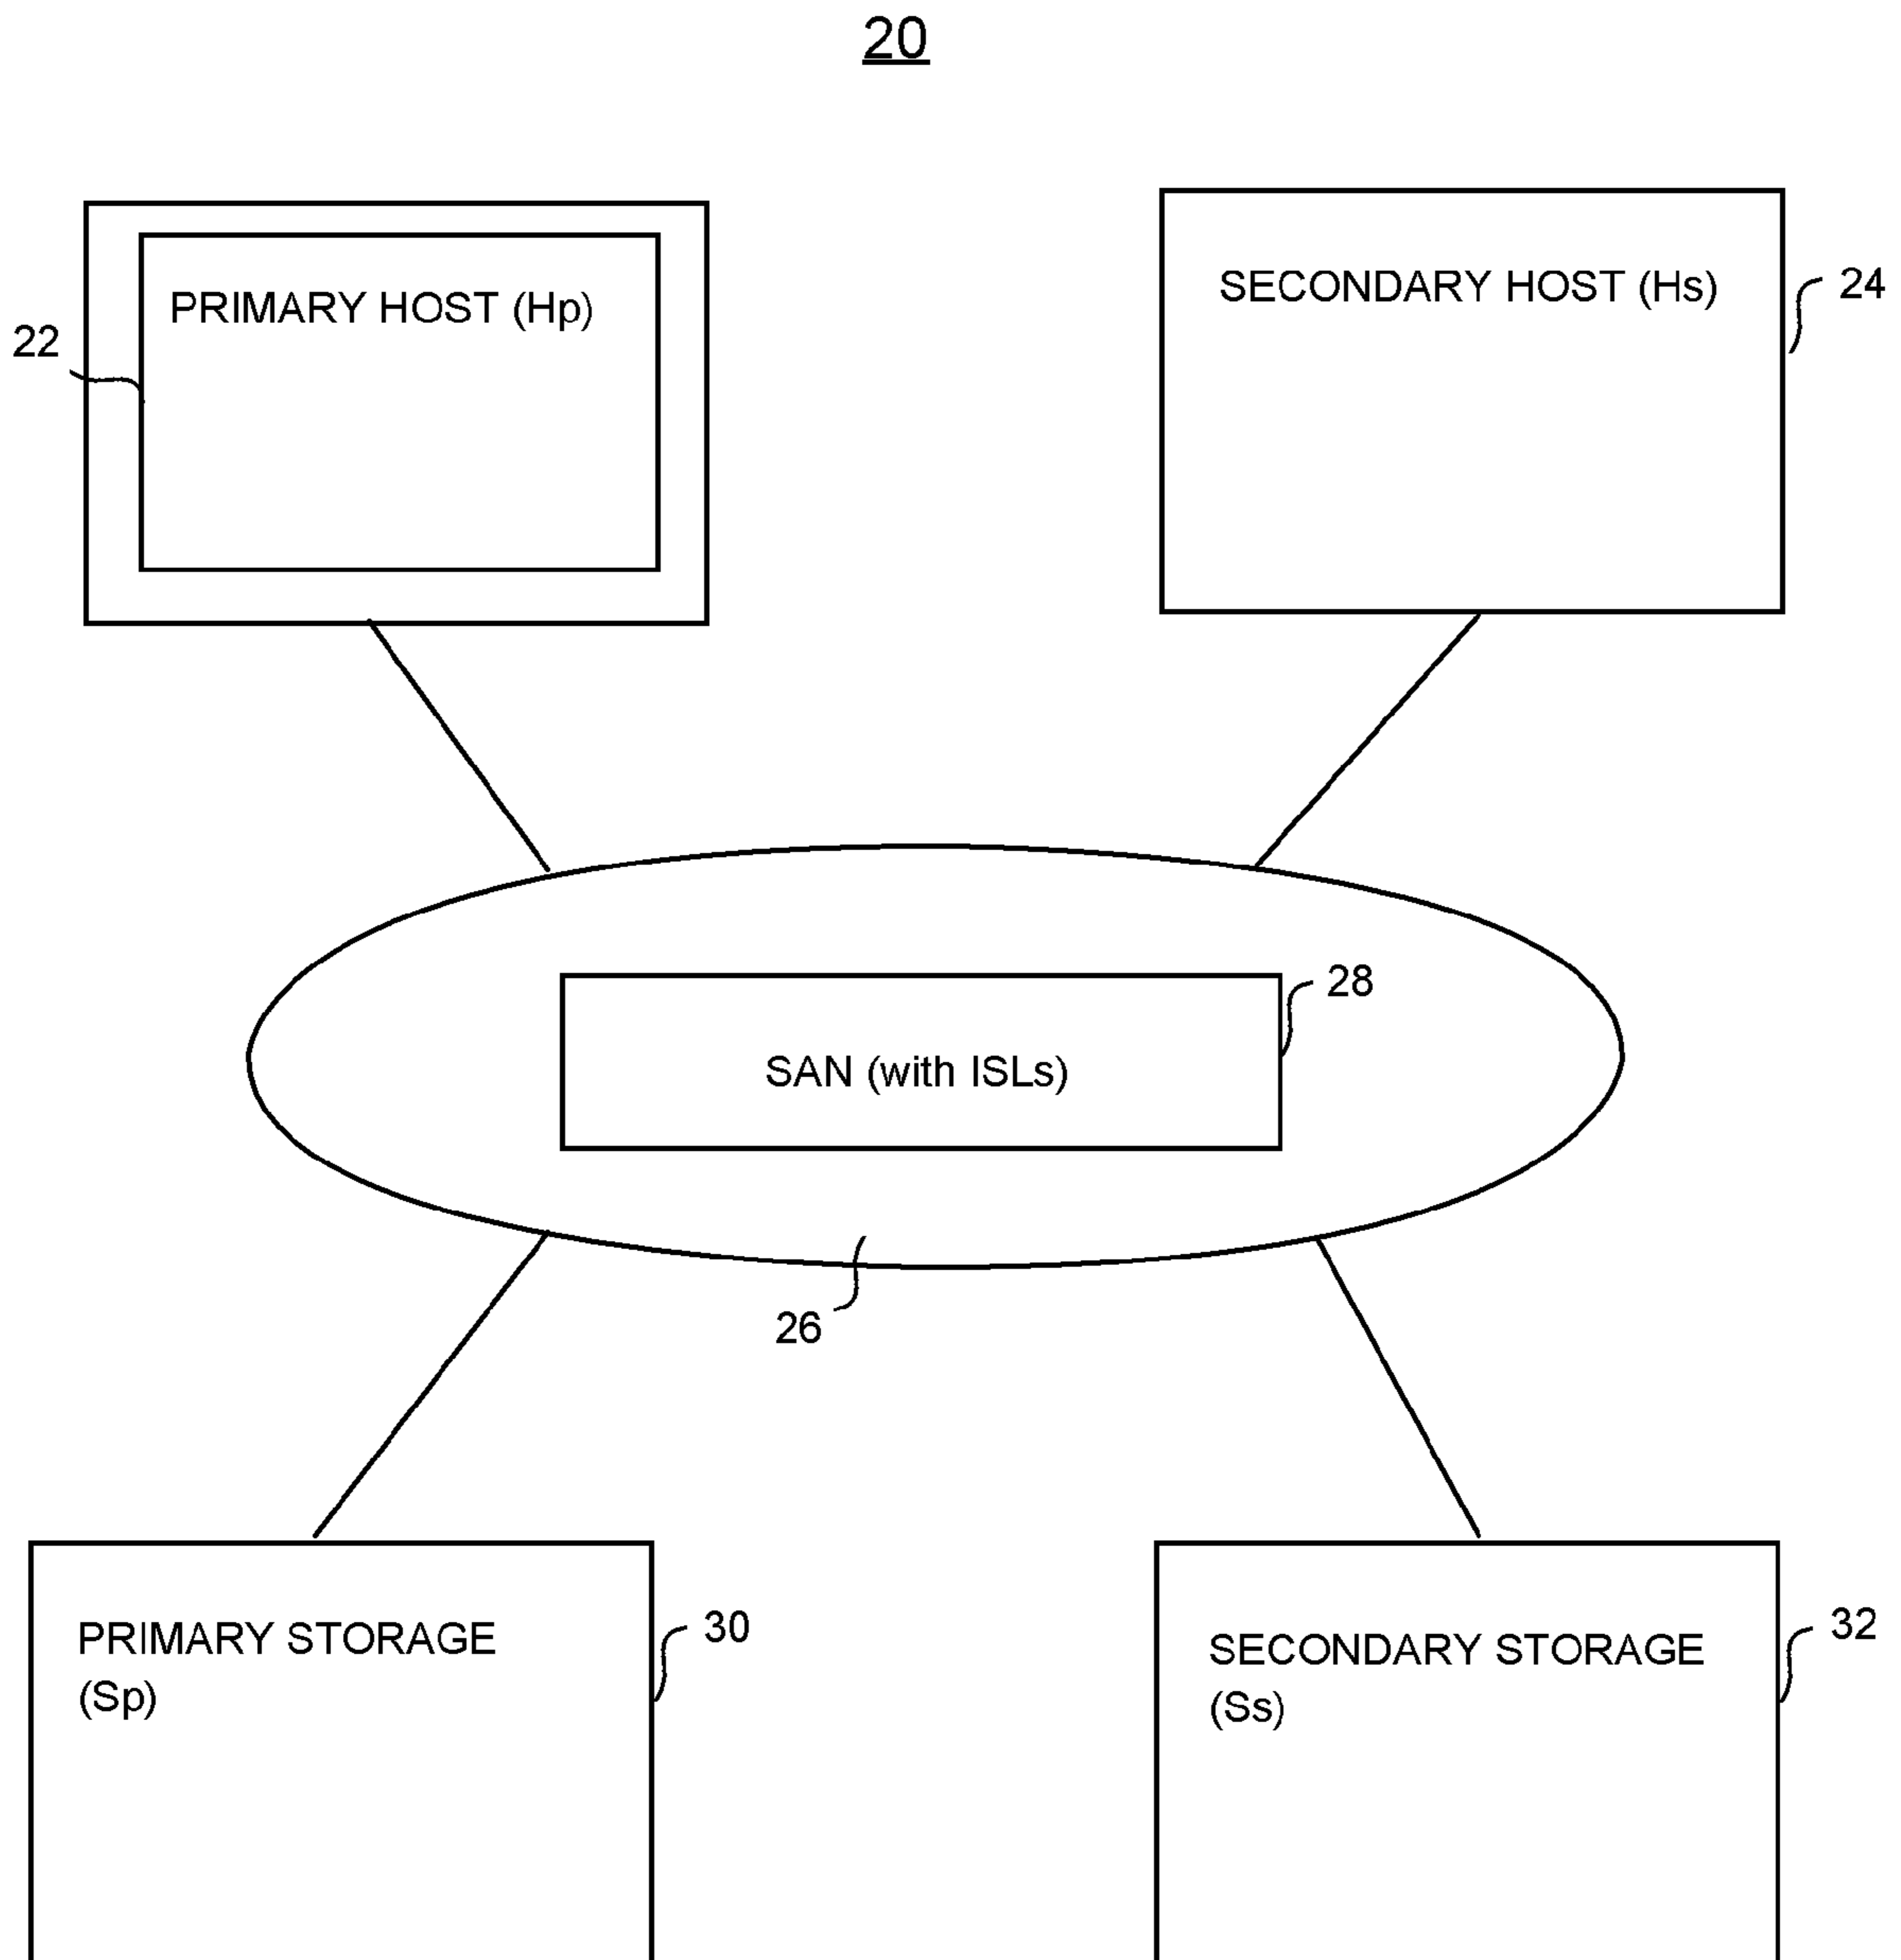 20
PRIMARY HOST (Hp)
22
SECONDARY HOST (Hs)
24
28
SAN (with ISLs)
26
PRIMARY STORAGE
(Sp)
30
SECONDARY STORAGE
(Ss)
32